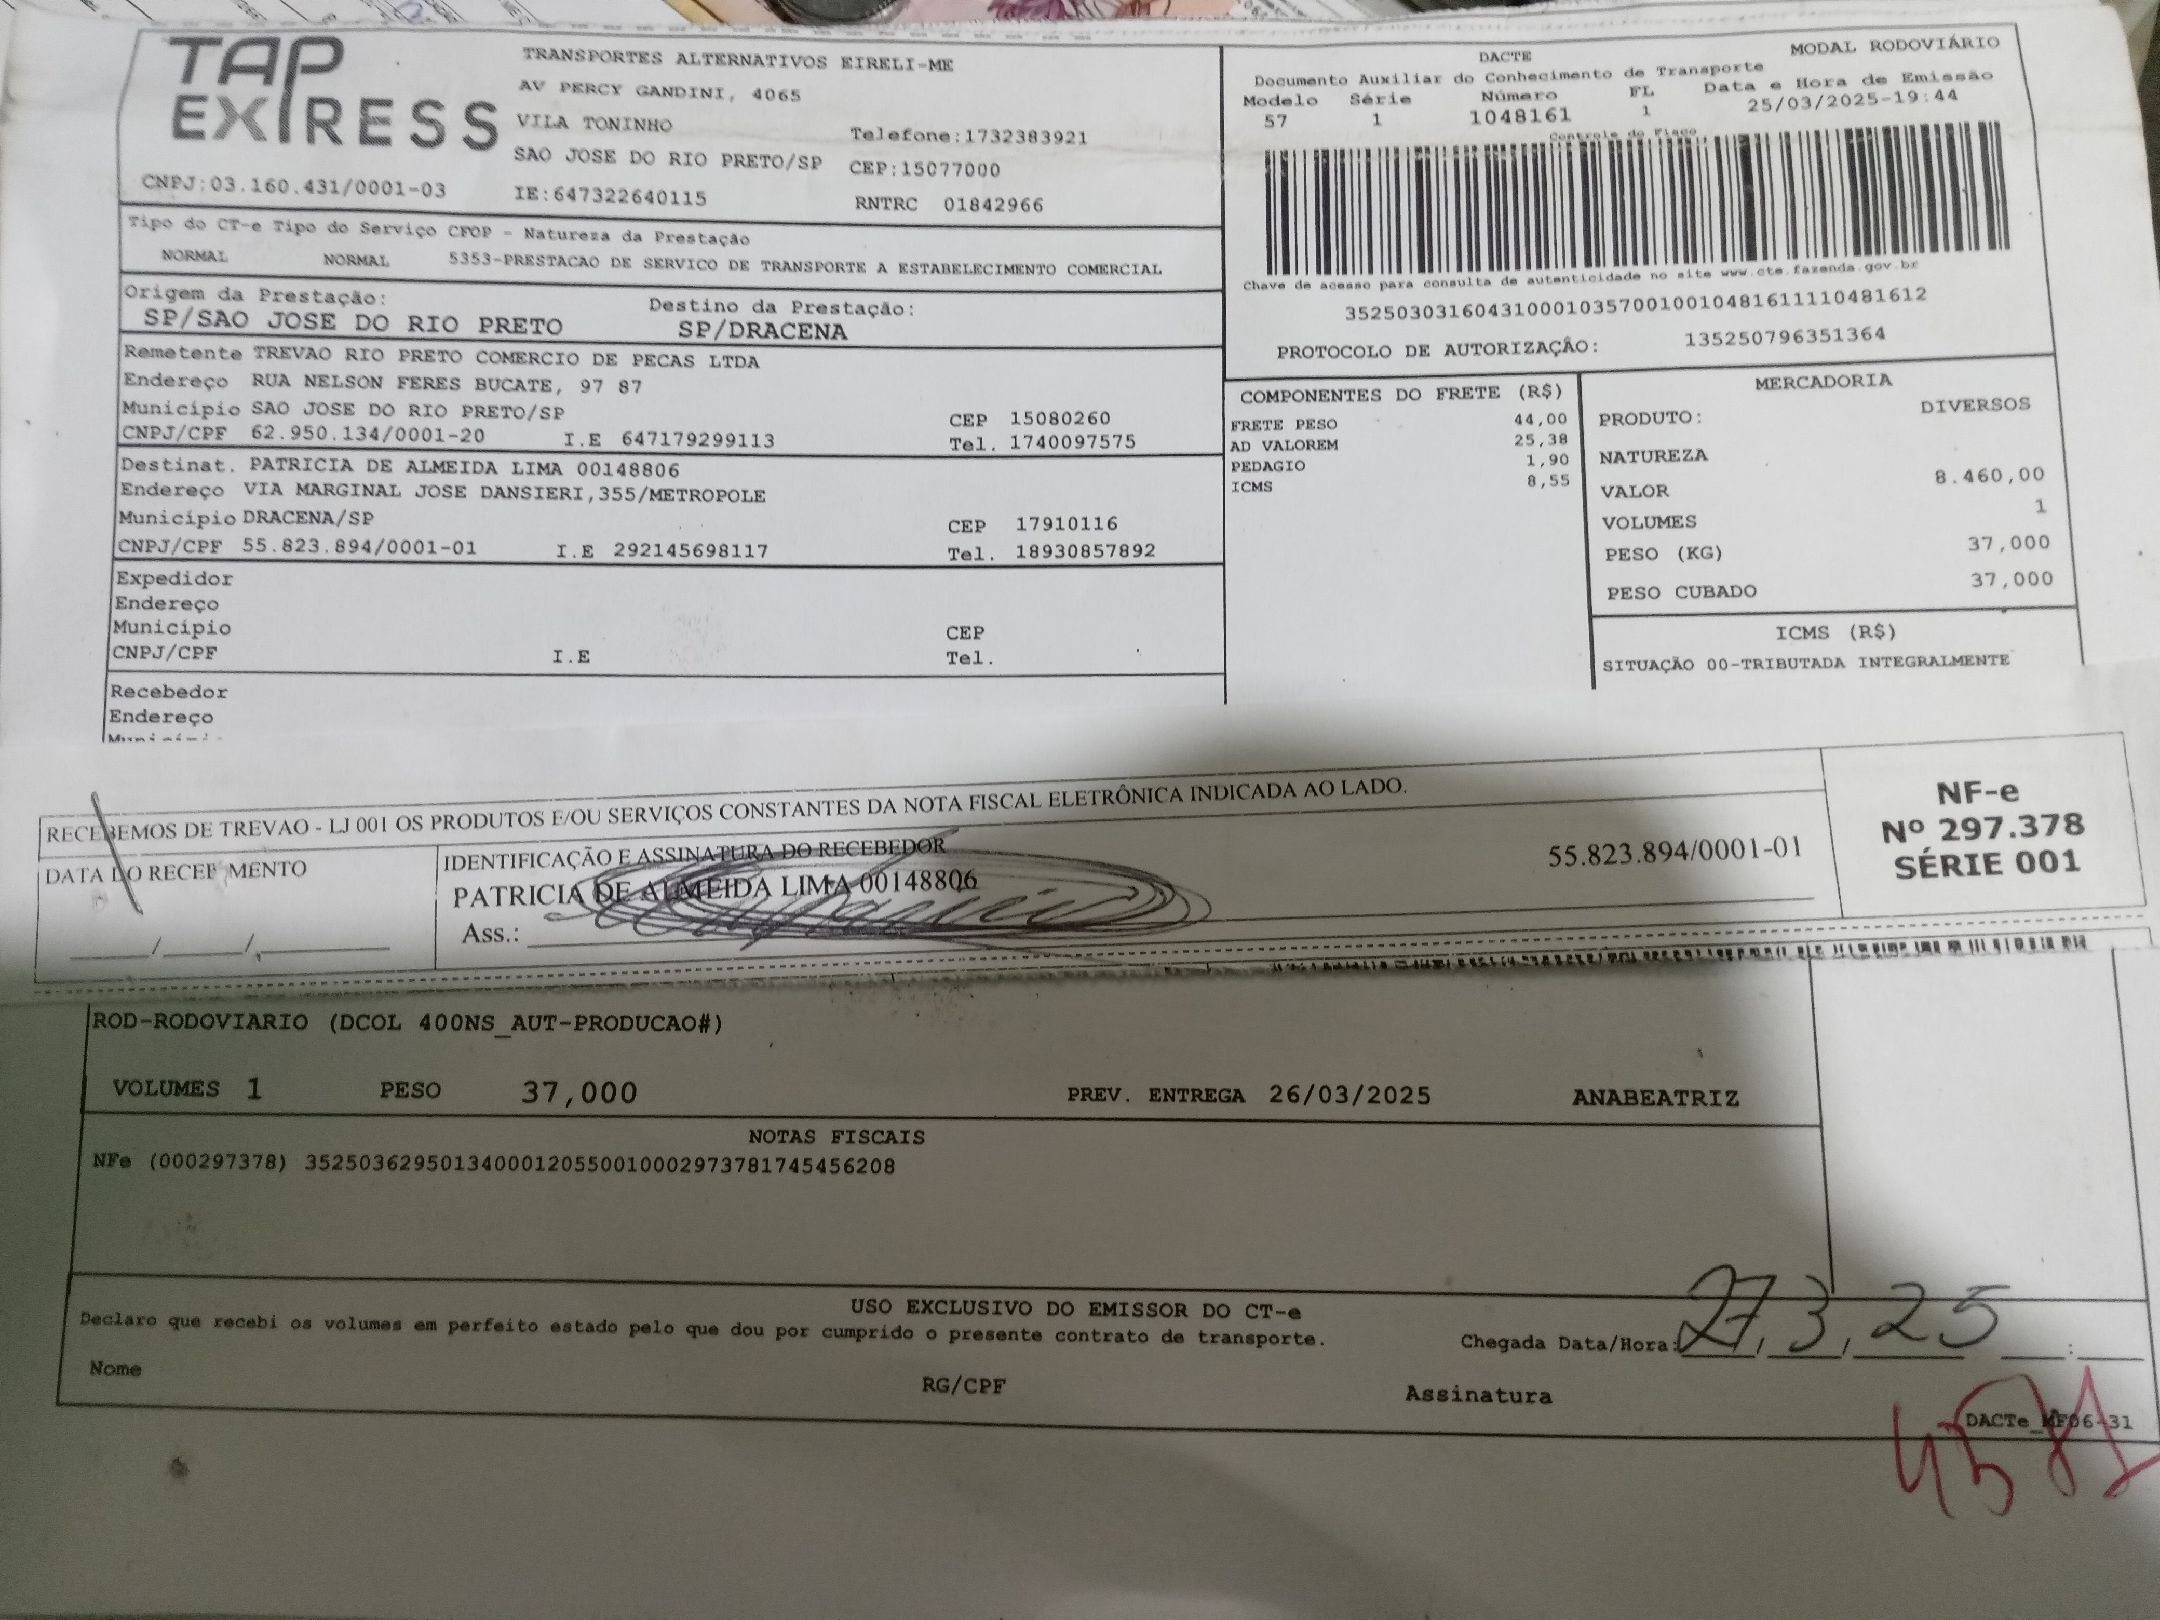 TAP EXPRESS
TRANSPORTES ALTERNATIVOS EIRELI-ME
AV PERCY GANDINI, 4065
VILA TONINHO
Telefone:1732383921
SAO JOSE DO RIO PRETO/SP CEP:15077000
CNPJ:03.160.431/0001-03
IE:647322640115
RNTRC 01842966
DACTE
MODAL RODOVIÁRIO
Documento Auxiliar do Conhecimento de Transporte
Modelo Série Número FL Data e Hora de Emissão
57 1 1048161 1 25/03/2025-19:44
Controle do Fisco
Chave de acesso para consulta de autenticidade no site www.cte.fazenda.gov.br
35250303160431000103570010010481611110481612
PROTOCOLO DE AUTORIZAÇÃO: 135250796351364
Tipo do CT-e Tipo do Serviço CFOP - Natureza da Prestação
NORMAL NORMAL 5353-PRESTACAO DE SERVICO DE TRANSPORTE A ESTABELECIMENTO COMERCIAL
Origem da Prestação: Destino da Prestação:
SP/SAO JOSE DO RIO PRETO SP/DRACENA
Remetente TREVAO RIO PRETO COMERCIO DE PECAS LTDA
Endereço RUA NELSON FERES BUCATE, 97 87
Município SAO JOSE DO RIO PRETO/SP CEP 15080260
CNPJ/CPF 62.950.134/0001-20 I.E 647179299113 Tel. 1740097575
Destinat. PATRICIA DE ALMEIDA LIMA 00148806
Endereço VIA MARGINAL JOSE DANSIERI,355/METROPOLE
Município DRACENA/SP CEP 17910116
CNPJ/CPF 55.823.894/0001-01 I.E 292145698117 Tel. 18930857892
Expedidor
Endereço
Município CEP
CNPJ/CPF I.E Tel.
Recebedor
Endereço
COMPONENTES DO FRETE (R$)
FRETE PESO 44,00
AD VALOREM 25,38
PEDAGIO 1,90
ICMS 8,55
MERCADORIA
PRODUTO: DIVERSOS
NATUREZA
VALOR 8.460,00
VOLUMES 1
PESO (KG) 37,000
PESO CUBADO 37,000
ICMS (R$)
SITUAÇÃO 00-TRIBUTADA INTEGRALMENTE
RECEBEMOS DE TREVAO - LJ 001 OS PRODUTOS E/OU SERVIÇOS CONSTANTES DA NOTA FISCAL ELETRÔNICA INDICADA AO LADO.
DATA DO RECEBIMENTO
IDENTIFICAÇÃO E ASSINATURA DO RECEBEDOR
PATRICIA DE ALMEIDA LIMA 00148806
55.823.894/0001-01
Ass.:
NF-e
Nº 297.378
SÉRIE 001
ROD-RODOVIARIO (DCOL 400NS_AUT-PRODUCAO#)
VOLUMES 1 PESO 37,000 PREV. ENTREGA 26/03/2025 ANABEATRIZ
NOTAS FISCAIS
NFe (000297378) 35250362950134000120550010002973781745456208
USO EXCLUSIVO DO EMISSOR DO CT-e
Declaro que recebi os volumes em perfeito estado pelo que dou por cumprido o presente contrato de transporte.
Chegada Data/Hora: 27/3/25
Nome
RG/CPF
Assinatura